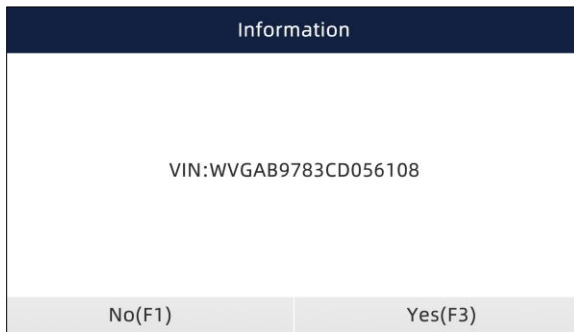 Information
VIN:WVGAB9783CD056108
No(F1)
Yes(F3)